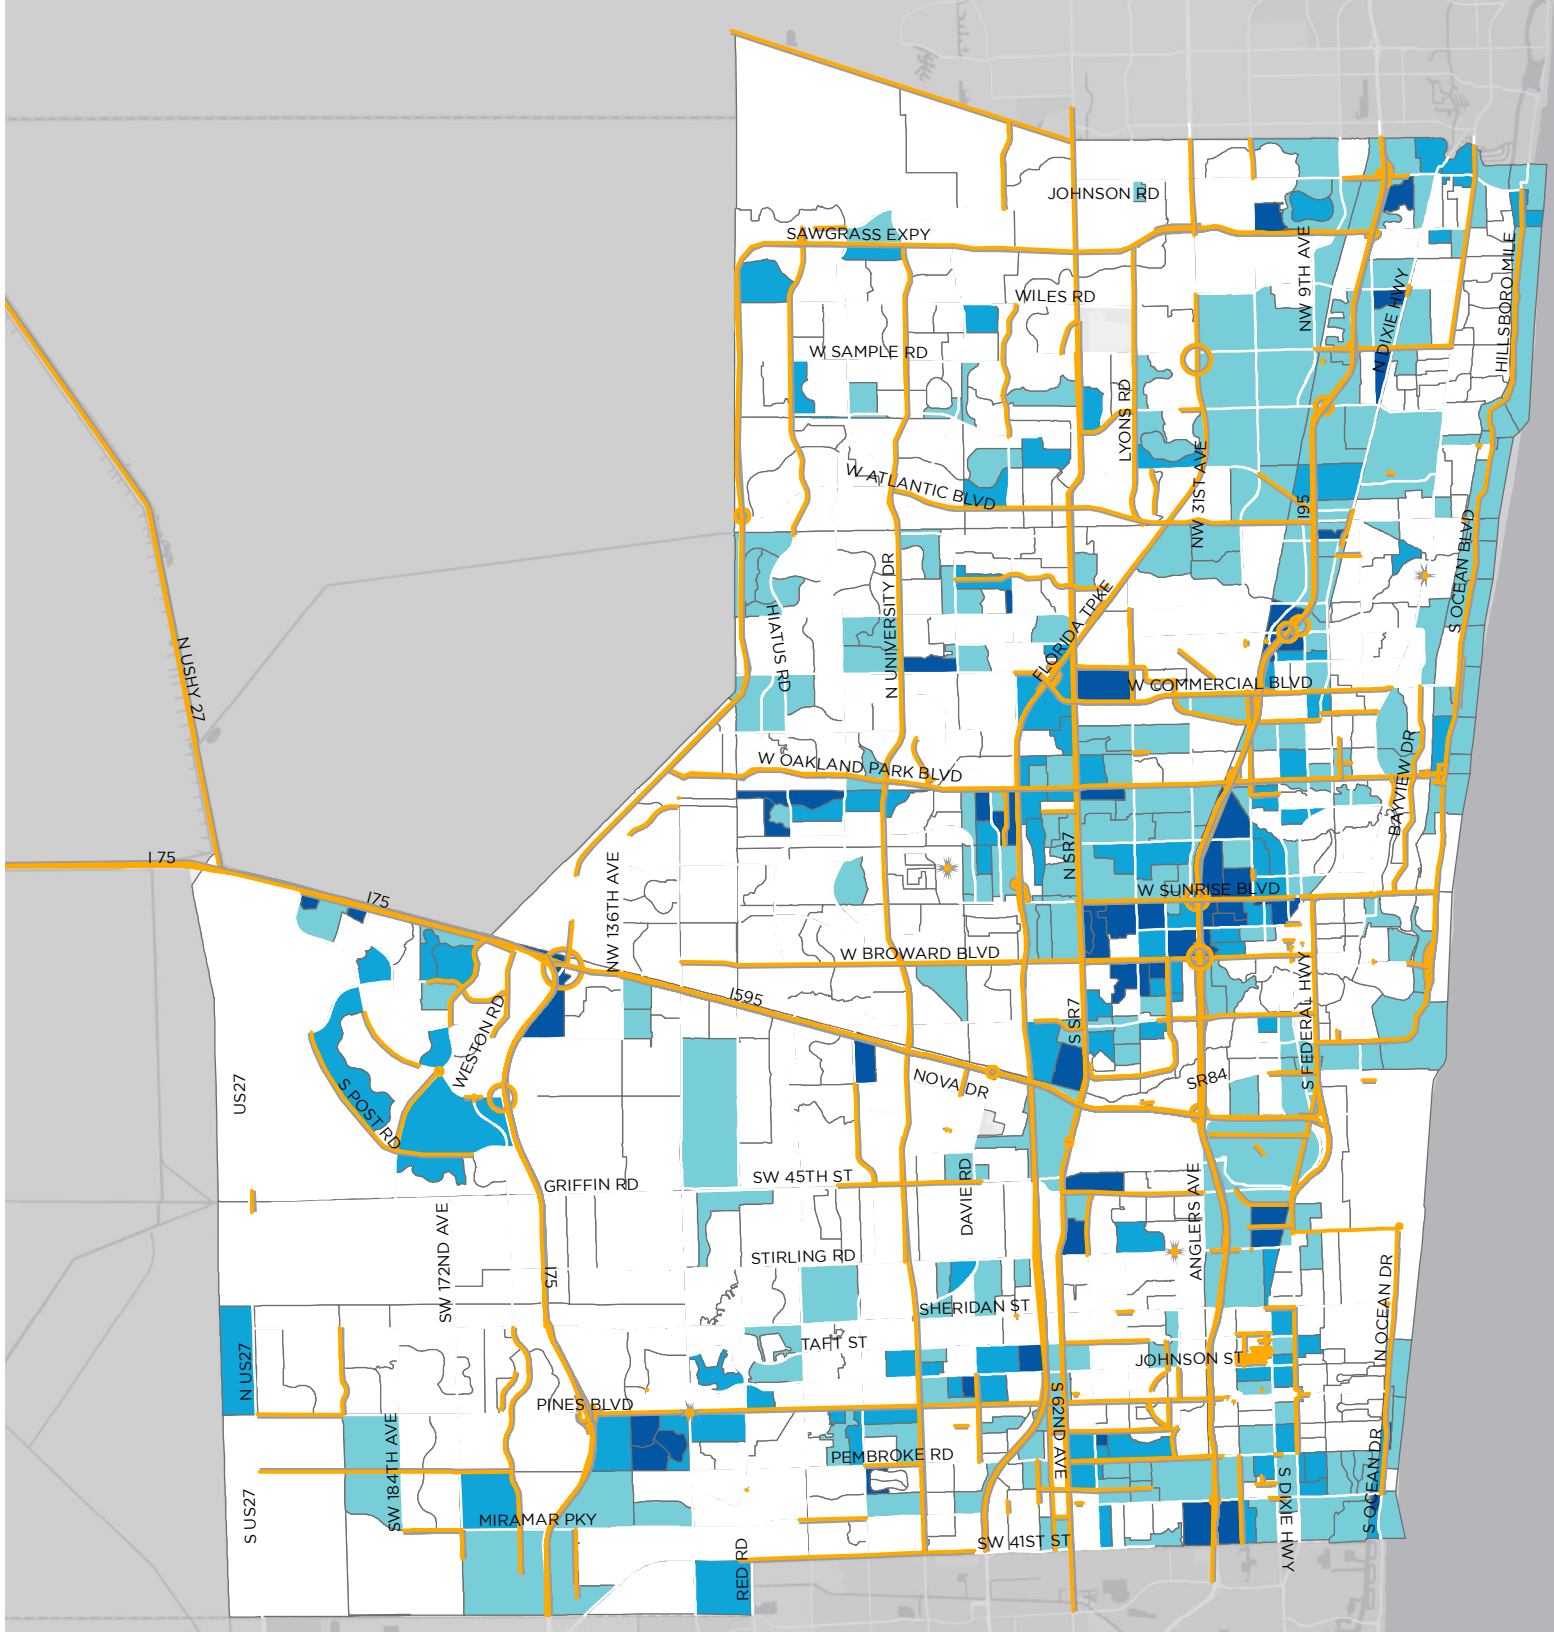 JOHNSON RD
SAWGRASS EXPY
NW 9TH AVE
HILLSBORO MILE
WILES RD
N DIXIE HWY
W SAMPLE RD
LYONS RD
W ATLANTIC BLVD
NW 31ST AVE
I95
S OCEAN BLVD
HIATUS RD
N UNIVERSITY DR
FLORIDA TPKE
N USHY 27
W COMMERCIAL BLVD
W OAKLAND PARK BLVD
BAYVIEW DR
N SR7
I 75
I75
W SUNRISE BLVD
NW 136TH AVE
W BROWARD BLVD
I595
S SR7
S FEDERAL HWY
WESTON RD
US27
S POST RD
NOVA DR
SR84
SW 45TH ST
GRIFFIN RD
DAVIE RD
ANGLERS AVE
SW 172ND AVE
STIRLING RD
I75
N OCEAN DR
SHERIDAN ST
TAFT ST
JOHNSON ST
N US27
PINES BLVD
S 62ND AVE
SW 184TH AVE
PEMBROKE RD
S OCEAN DR
S US27
MIRAMAR PKY
S DIXIE HWY
SW 41ST ST
RED RD